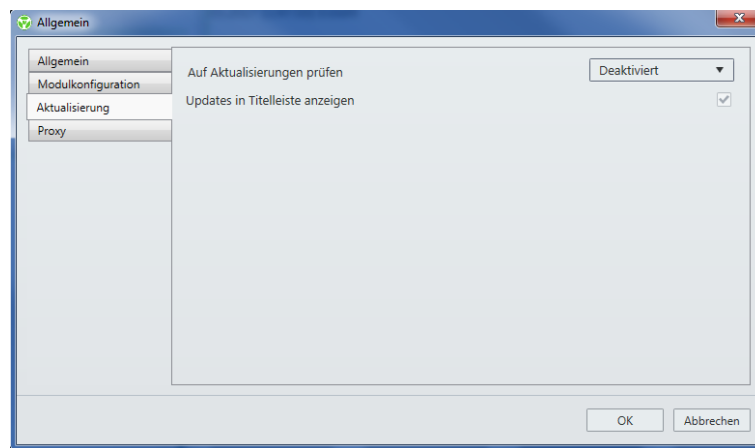 Allgemein
Allgemein
Modulkonfiguration
Aktualisierung
Proxy
Auf Aktualisierungen prüfen
Deaktiviert
Updates in Titelleiste anzeigen
OK
Abbrechen